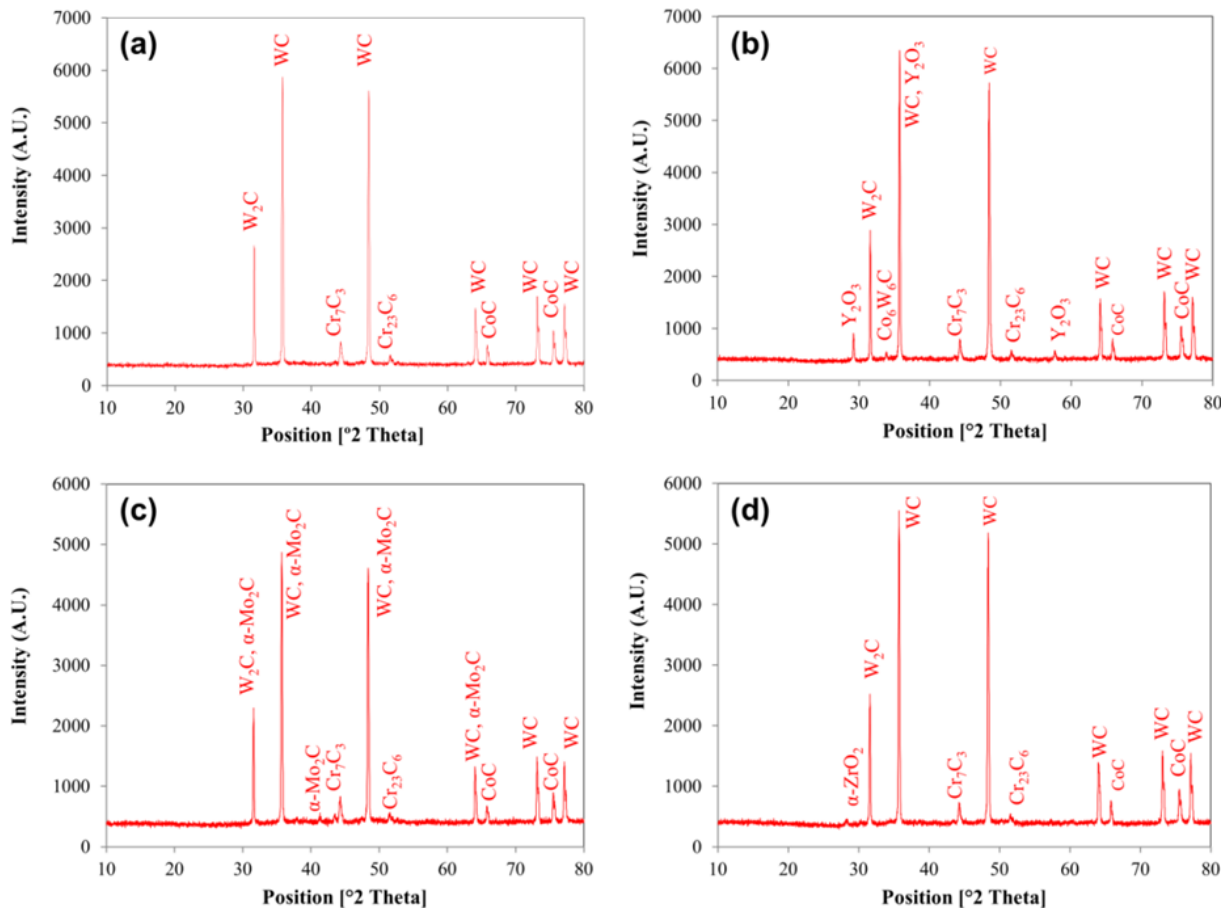 (a)
7000
6000
5000
4000
3000
2000
1000
0
Intensity (A.U.)
W₂C
WC
WC
Cr₇C₃
Cr₂₃C₆
WC
CoC
WC
CoC
WC
10 20 30 40 50 60 70 80
Position [°2 Theta]
(b)
7000
6000
5000
4000
3000
2000
1000
0
Intensity (A.U.)
Y₂O₃
W₂C
Co₆W₆C
WC, Y₂O₃
Cr₇C₃
WC
Cr₂₃C₆
Y₂O₃
WC
CoC
WC
CoC
WC
10 20 30 40 50 60 70 80
Position [°2 Theta]
(c)
6000
5000
4000
3000
2000
1000
0
Intensity (A.U.)
W₂C, α-Mo₂C
WC, α-Mo₂C
α-Mo₂C
Cr₇C₃
WC, α-Mo₂C
Cr₂₃C₆
WC, α-Mo₂C
CoC
WC
CoC
WC
10 20 30 40 50 60 70 80
Position [°2 Theta]
(d)
6000
5000
4000
3000
2000
1000
0
Intensity (A.U.)
α-ZrO₂
W₂C
WC
Cr₇C₃
WC
Cr₂₃C₆
WC
CoC
WC
CoC
WC
10 20 30 40 50 60 70 80
Position [°2 Theta]